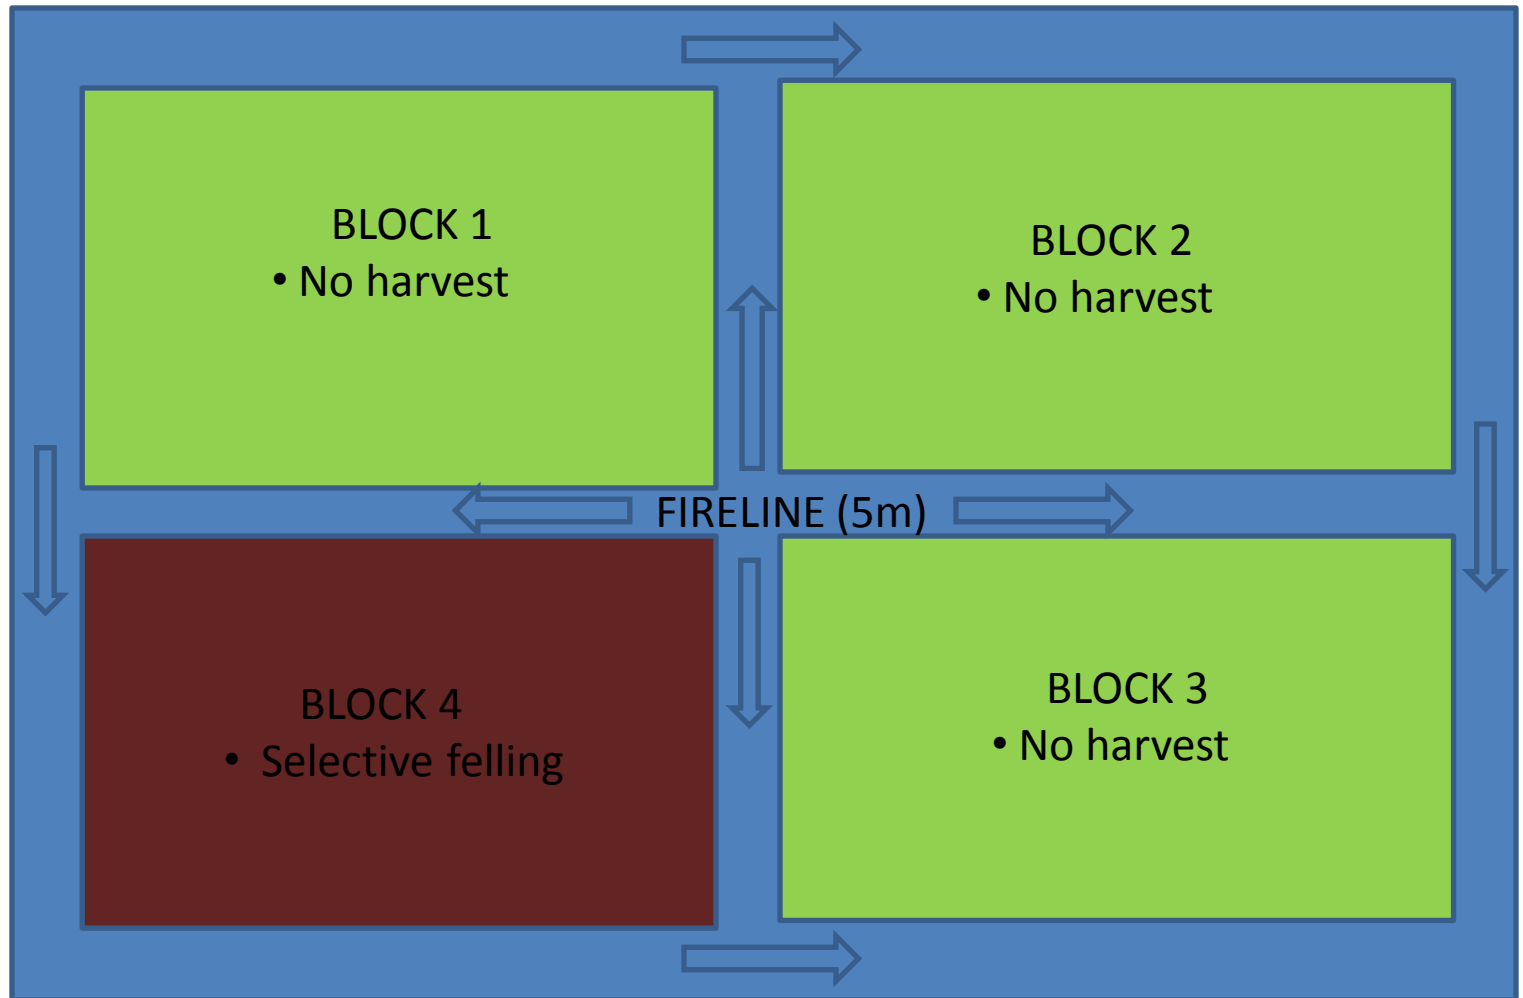 BLOCK 1
• No harvest
BLOCK 2
• No harvest
FIRELINE (5m)
BLOCK 4
• Selective felling
BLOCK 3
• No harvest